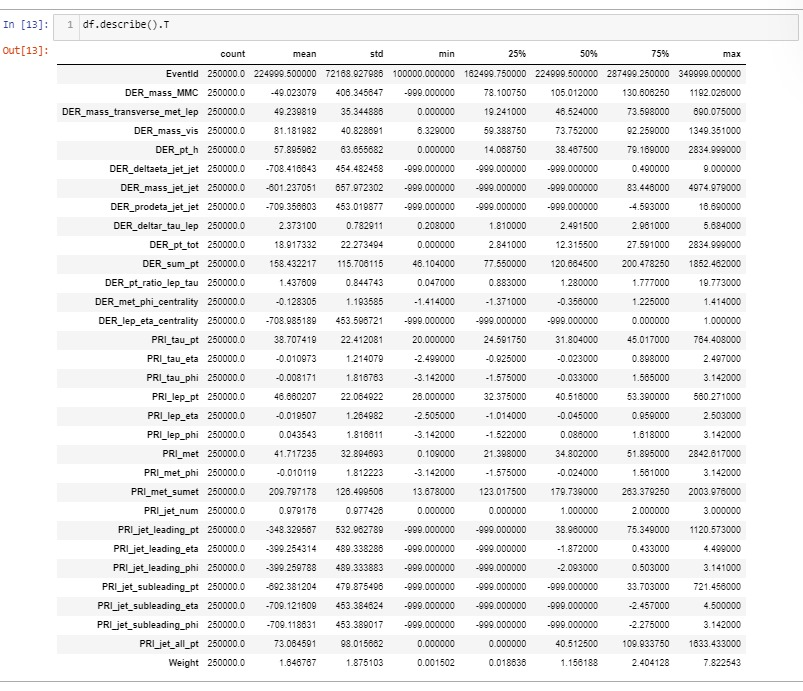 In [13]: 1 df.describe().T
Out[13]:
count mean std min 25% 50% 75% max
EventId 250000.0 224999.500000 72168.927986 100000.000000 162499.750000 224999.500000 287499.250000 349999.000000
DER_mass_MMC 250000.0 -49.023079 406.345647 -999.000000 78.100750 105.012000 130.606250 1192.026000
DER_mass_transverse_met_lep 250000.0 49.239819 35.344886 0.000000 19.241000 46.524000 73.598000 690.075000
DER_mass_vis 250000.0 81.181982 40.828691 6.329000 59.388750 73.752000 92.259000 1349.351000
DER_pt_h 250000.0 57.895962 63.655682 0.000000 14.068750 38.467500 79.169000 2834.999000
DER_deltaeta_jet_jet 250000.0 -708.416643 454.482458 -999.000000 -999.000000 -999.000000 0.490000 9.000000
DER_mass_jet_jet 250000.0 -601.237051 657.972302 -999.000000 -999.000000 -999.000000 83.446000 4974.979000
DER_prodeta_jet_jet 250000.0 -709.356603 453.019877 -999.000000 -999.000000 -999.000000 -4.593000 16.690000
DER_deltar_tau_lep 250000.0 2.373100 0.782911 0.208000 1.810000 2.491500 2.961000 5.684000
DER_pt_tot 250000.0 18.917332 22.273494 0.000000 2.841000 12.315500 27.591000 2834.999000
DER_sum_pt 250000.0 158.432217 115.706115 46.104000 77.550000 120.664500 200.478250 1852.462000
DER_pt_ratio_lep_tau 250000.0 1.437609 0.844743 0.047000 0.883000 1.280000 1.777000 19.773000
DER_met_phi_centrality 250000.0 -0.128305 1.193585 -1.414000 -1.371000 -0.356000 1.225000 1.414000
DER_lep_eta_centrality 250000.0 -708.985189 453.596721 -999.000000 -999.000000 -999.000000 0.000000 1.000000
PRI_tau_pt 250000.0 38.707419 22.412081 20.000000 24.591750 31.804000 45.017000 764.408000
PRI_tau_eta 250000.0 -0.010973 1.214079 -2.499000 -0.925000 -0.023000 0.898000 2.497000
PRI_tau_phi 250000.0 -0.008171 1.816763 -3.142000 -1.575000 -0.033000 1.565000 3.142000
PRI_lep_pt 250000.0 46.660207 22.064922 26.000000 32.375000 40.516000 53.390000 560.271000
PRI_lep_eta 250000.0 -0.019507 1.264982 -2.505000 -1.014000 -0.045000 0.959000 2.503000
PRI_lep_phi 250000.0 0.043543 1.816611 -3.142000 -1.522000 0.086000 1.618000 3.142000
PRI_met 250000.0 41.717235 32.894693 0.109000 21.398000 34.802000 51.895000 2842.617000
PRI_met_phi 250000.0 -0.010119 1.812223 -3.142000 -1.575000 -0.024000 1.561000 3.142000
PRI_met_sumet 250000.0 209.797178 126.499506 13.678000 123.017500 179.739000 263.379250 2003.976000
PRI_jet_num 250000.0 0.979176 0.977426 0.000000 0.000000 1.000000 2.000000 3.000000
PRI_jet_leading_pt 250000.0 -348.329567 532.962789 -999.000000 -999.000000 38.960000 75.349000 1120.573000
PRI_jet_leading_eta 250000.0 -399.254314 489.338286 -999.000000 -999.000000 -1.872000 0.433000 4.499000
PRI_jet_leading_phi 250000.0 -399.259788 489.333883 -999.000000 -999.000000 -2.093000 0.503000 3.141000
PRI_jet_subleading_pt 250000.0 -692.381204 479.875496 -999.000000 -999.000000 -999.000000 33.703000 721.456000
PRI_jet_subleading_eta 250000.0 -709.121609 453.384624 -999.000000 -999.000000 -999.000000 -2.457000 4.500000
PRI_jet_subleading_phi 250000.0 -709.118631 453.389017 -999.000000 -999.000000 -999.000000 -2.275000 3.142000
PRI_jet_all_pt 250000.0 73.064591 98.015662 0.000000 0.000000 40.512500 109.933750 1633.433000
Weight 250000.0 1.646767 1.875103 0.001502 0.018636 1.156188 2.404128 7.822543